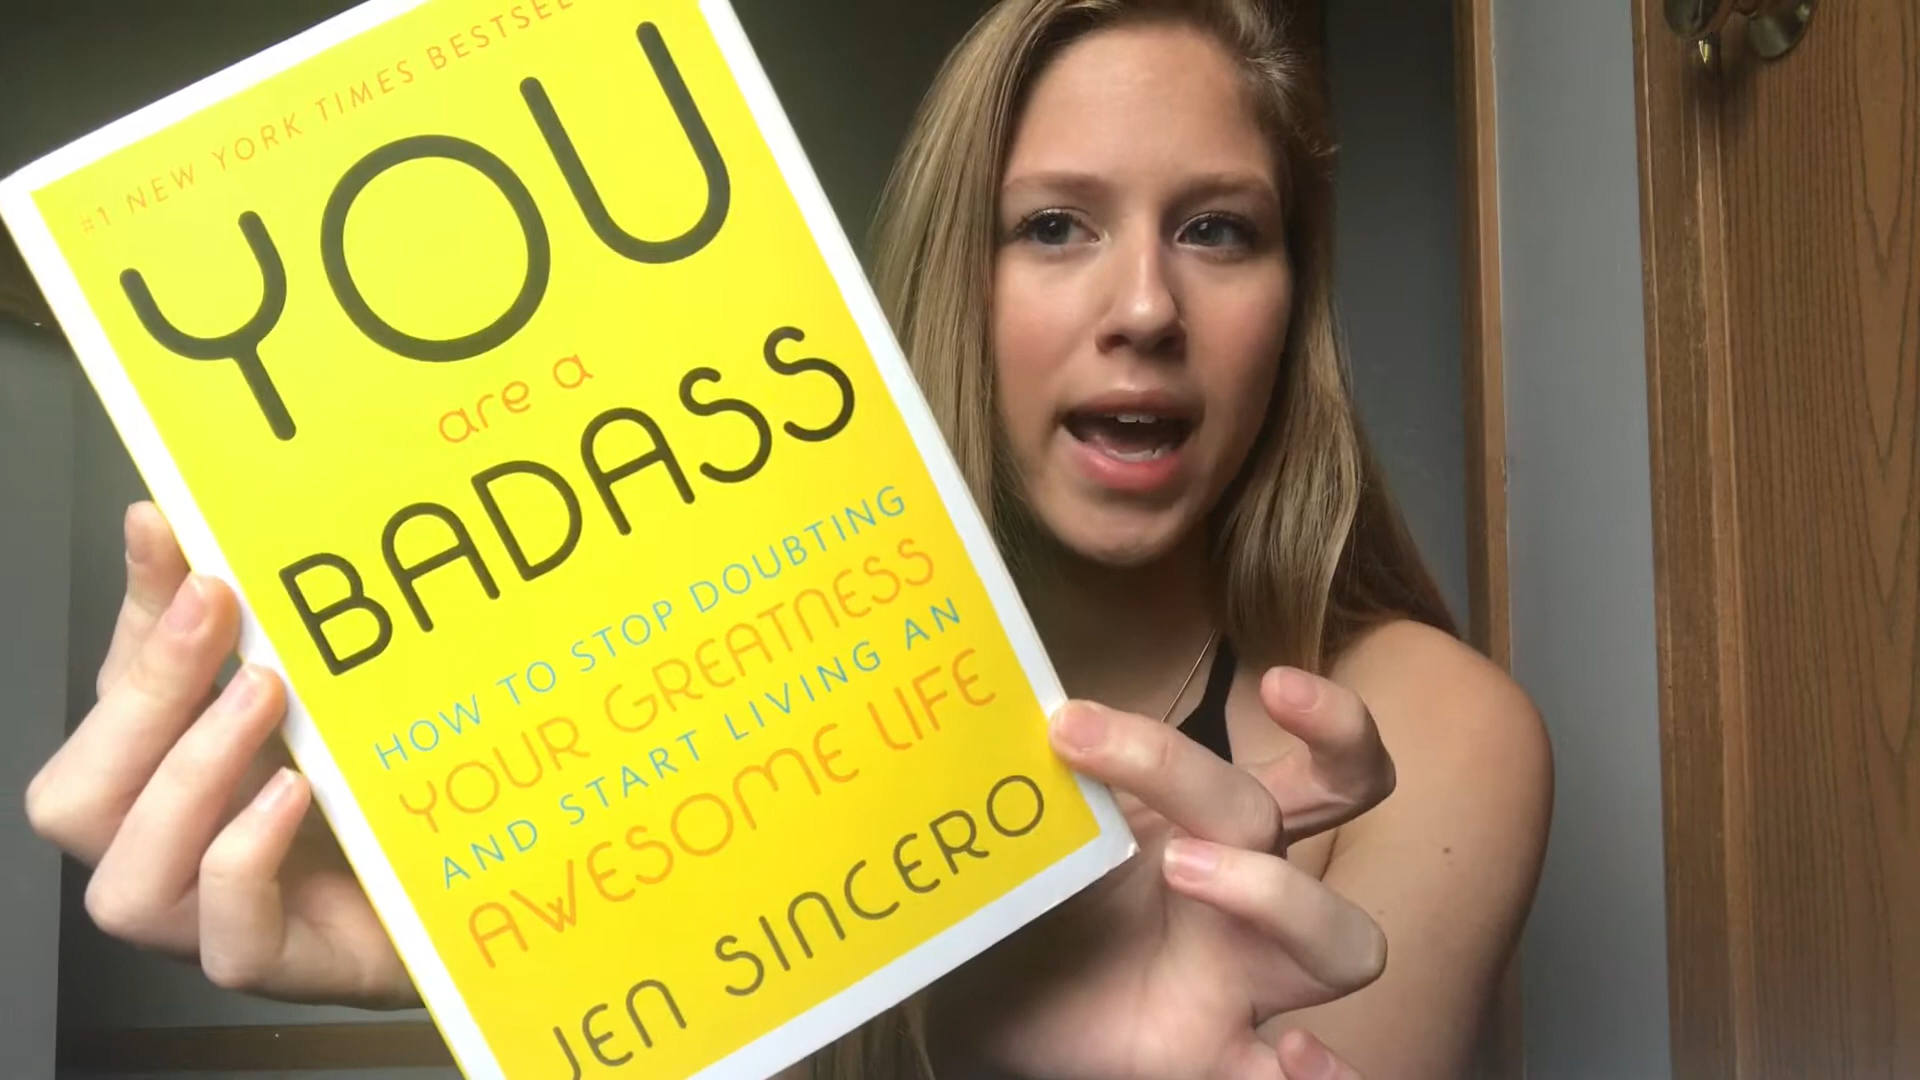 #1 NEW YORK TIMES
YOU
are a
BADASS
HOW TO STOP DOUBTING
YOUR GREATNESS
AND START LIVING AN
AWESOME LIFE
JEN SINCERO